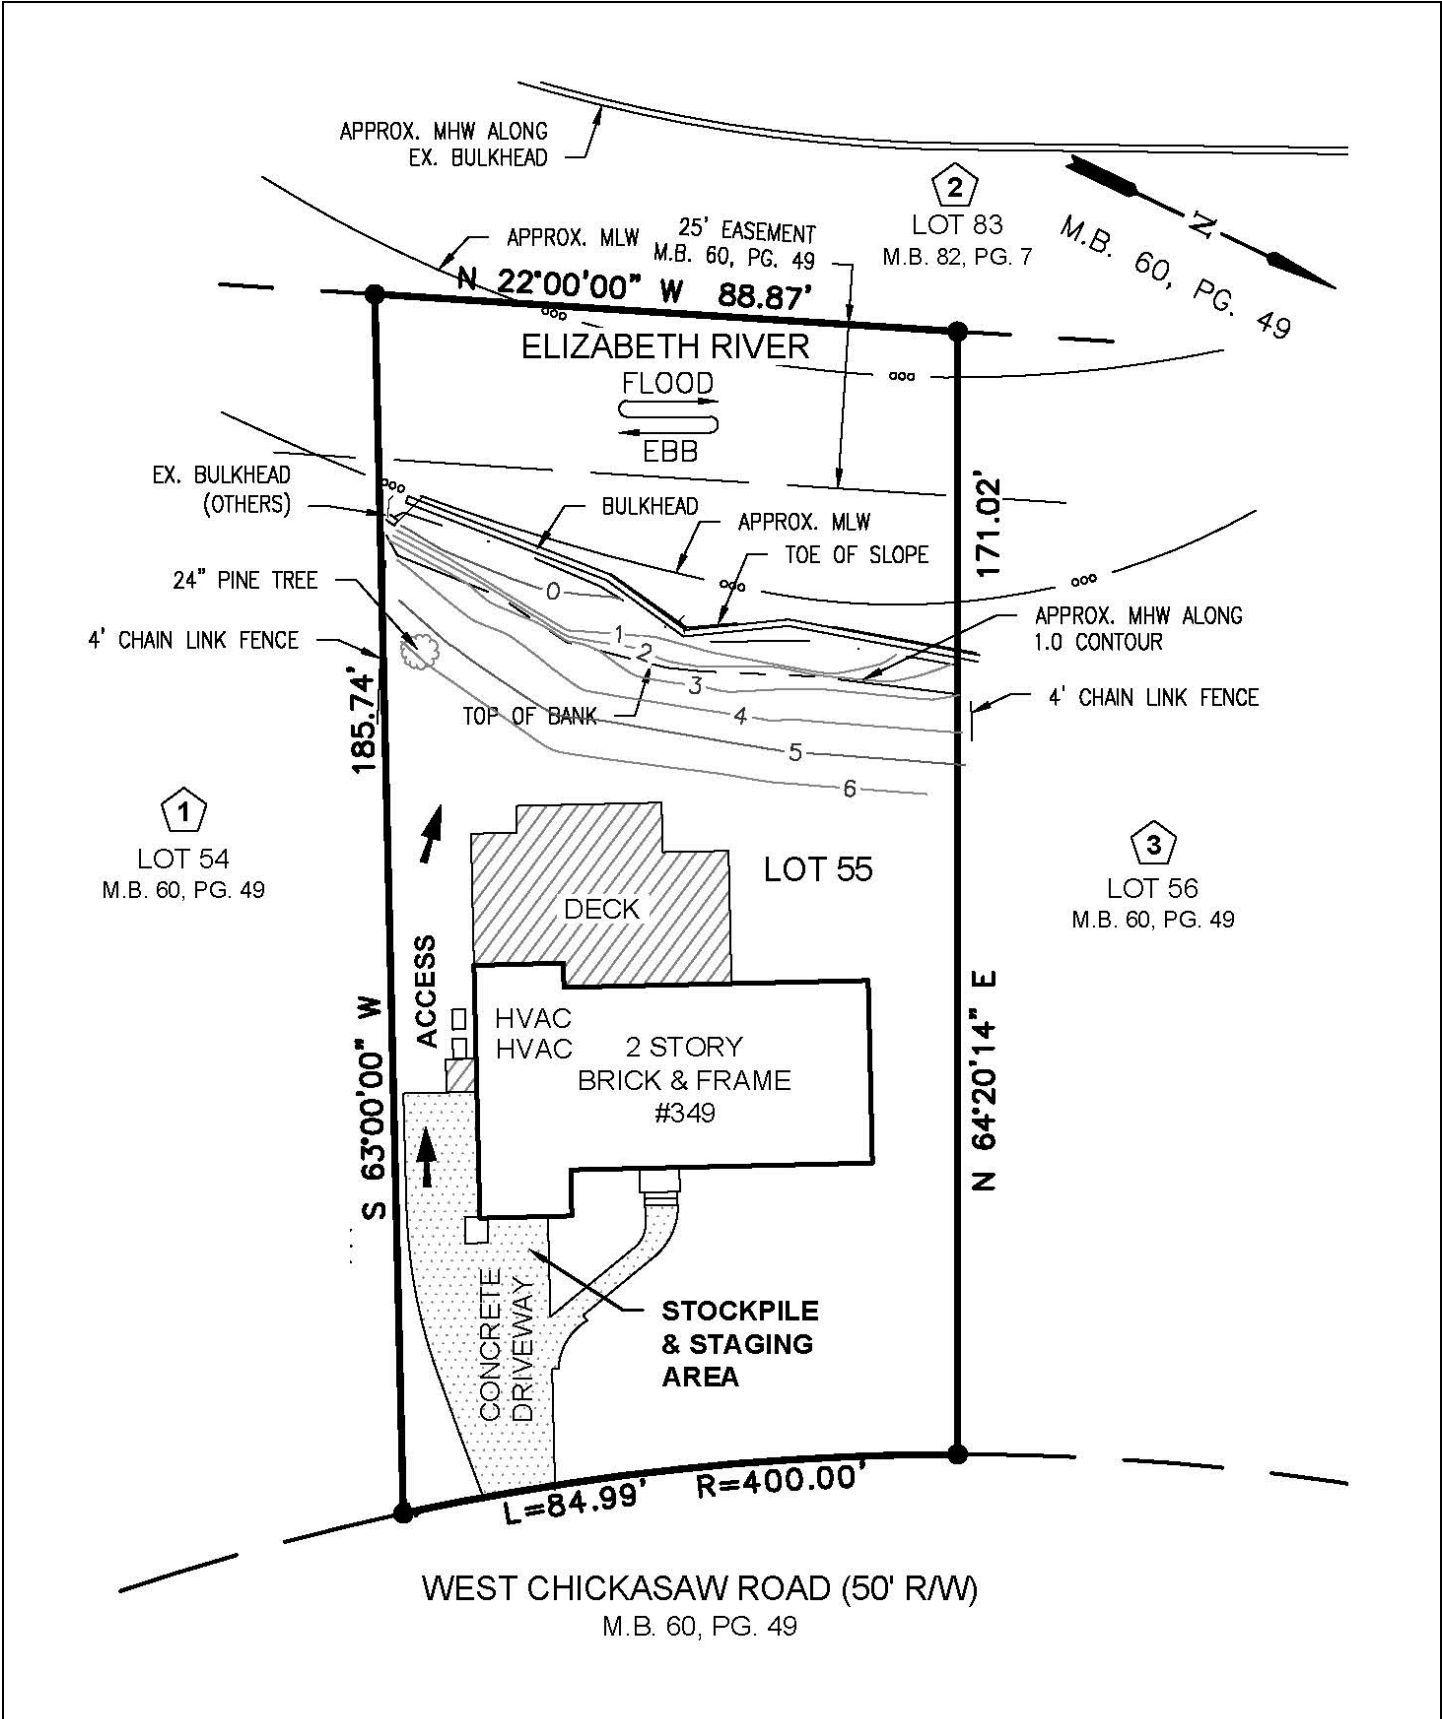 APPROX. MHW ALONG
EX. BULKHEAD
2
LOT 83
M.B. 82, PG. 7
N
M.B. 60, PG. 49
APPROX. MLW
25' EASEMENT
M.B. 60, PG. 49
N 22°00'00" W 88.87'
ELIZABETH RIVER
FLOOD
EBB
EX. BULKHEAD
(OTHERS)
BULKHEAD
APPROX. MLW
TOE OF SLOPE
171.02'
24" PINE TREE
4' CHAIN LINK FENCE
APPROX. MHW ALONG
1.0 CONTOUR
4' CHAIN LINK FENCE
0
1
2
3
4
5
6
TOP OF BANK
185.74'
1
LOT 54
M.B. 60, PG. 49
LOT 55
3
LOT 56
M.B. 60, PG. 49
DECK
ACCESS
HVAC
HVAC
2 STORY
BRICK & FRAME
#349
S 63°00'00" W
N 64°20'14" E
CONCRETE
DRIVEWAY
STOCKPILE
& STAGING
AREA
L=84.99' R=400.00'
WEST CHICKASAW ROAD (50' R/W)
M.B. 60, PG. 49